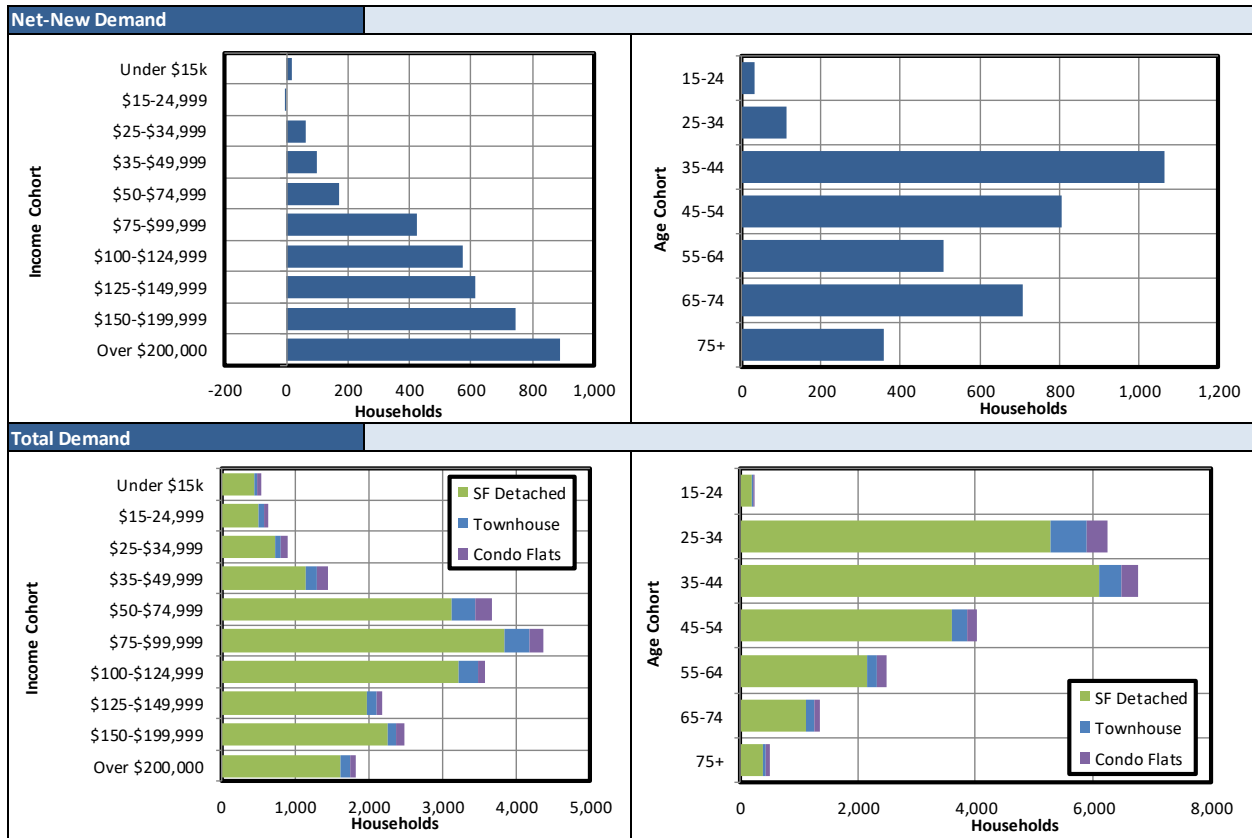 Net-New Demand
Income Cohort
Under $15k
$15-24,999
$25-$34,999
$35-$49,999
$50-$74,999
$75-$99,999
$100-$124,999
$125-$149,999
$150-$199,999
Over $200,000
-200 0 200 400 600 800 1,000
Households
Age Cohort
15-24
25-34
35-44
45-54
55-64
65-74
75+
0 200 400 600 800 1,000 1,200
Households
Total Demand
Income Cohort
Under $15k
$15-24,999
$25-$34,999
$35-$49,999
$50-$74,999
$75-$99,999
$100-$124,999
$125-$149,999
$150-$199,999
Over $200,000
SF Detached
Townhouse
Condo Flats
0 1,000 2,000 3,000 4,000 5,000
Households
Age Cohort
15-24
25-34
35-44
45-54
55-64
65-74
75+
SF Detached
Townhouse
Condo Flats
0 2,000 4,000 6,000 8,000
Households